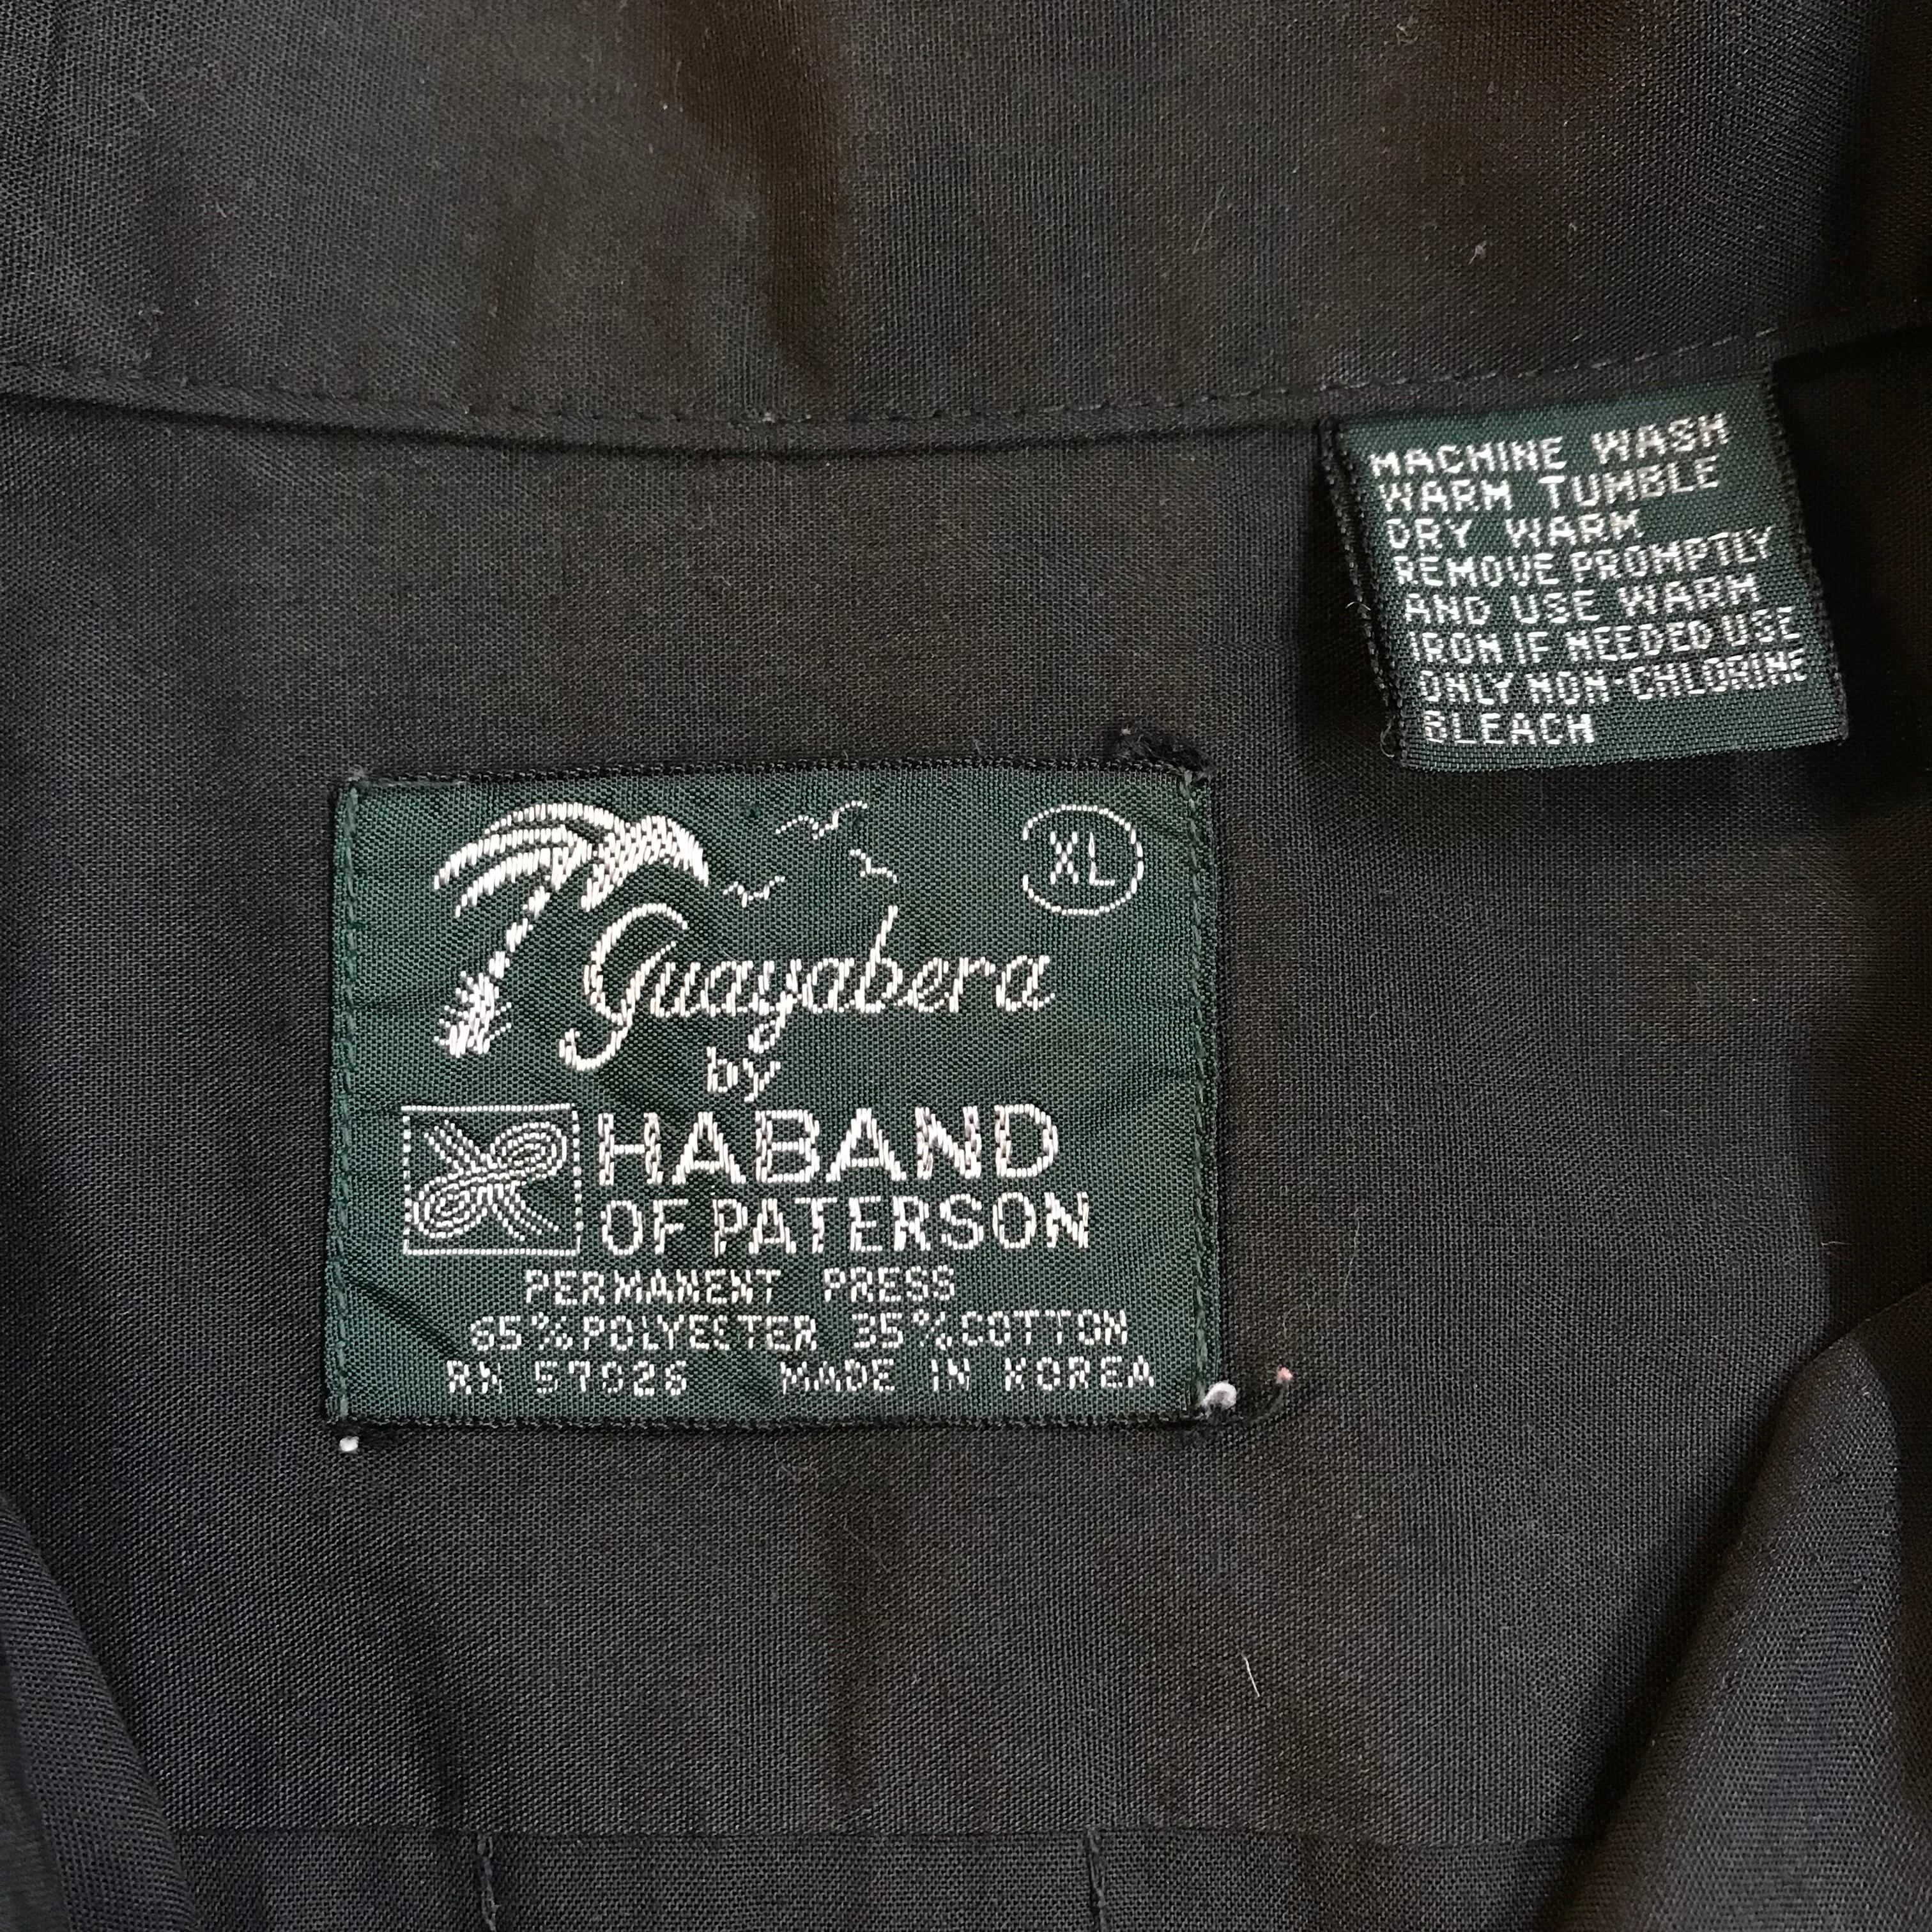 MACHINE WASH
WARM TUMBLE
DRY WARM
REMOVE PROMPTLY
AND USE WARM
IRON IF NEEDED USE
ONLY NON-CHLORINE
BLEACH
XL
Guayabera
by
HABAND
OF PATERSON
PERMANENT PRESS
65% POLYESTER 35% COTTON
RN 57026 MADE IN KOREA